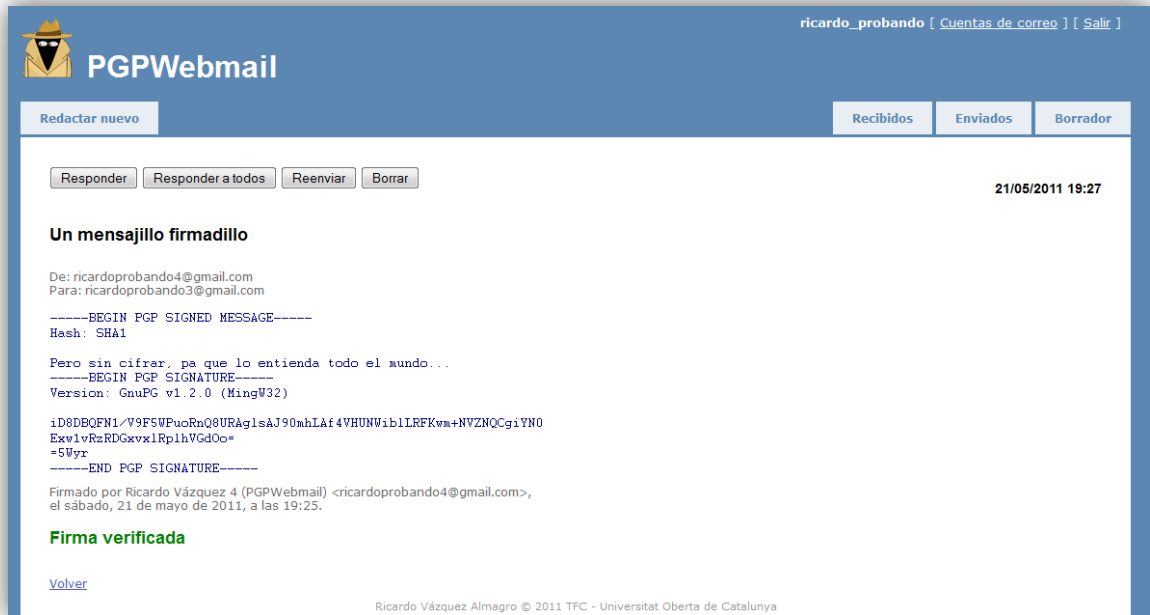 ricardo_probando [ Cuentas de correo ] [ Salir ]
PGPWebmail
Redactar nuevo Recibidos Enviados Borrador
Responder Responder a todos Reenviar Borrar
21/05/2011 19:27
Un mensajillo firmadillo
De: ricardoprobando4@gmail.com
Para: ricardoprobando3@gmail.com
-----BEGIN PGP SIGNED MESSAGE-----
Hash: SHA1
Pero sin cifrar, pa que lo entienda todo el mundo...
-----BEGIN PGP SIGNATURE-----
Version: GnuPG v1.2.0 (MingW32)
iD8DBQFN1/V9F5WPuoRnQ8URAglsAJ90mhLAf4VHUNWiblLRFKwm+NVZNQCgiYN0
Exw1vRzRDGxvxlRplhVGdOo=
=5Wyr
-----END PGP SIGNATURE-----
Firmado por Ricardo Vázquez 4 (PGPWebmail) <ricardoprobando4@gmail.com>,
el sábado, 21 de mayo de 2011, a las 19:25.
Firma verificada
Volver
Ricardo Vázquez Almagro © 2011 TFC - Universitat Oberta de Catalunya